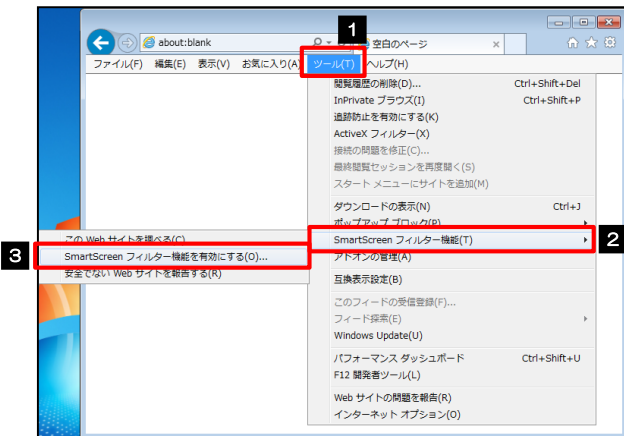 1
about:blank
空白のページ
ファイル(F) 編集(E) 表示(V) お気に入り(A) ツール(T) ヘルプ(H)
閲覧履歴の削除(D)... Ctrl+Shift+Del
InPrivate ブラウズ(I) Ctrl+Shift+P
追跡防止を有効にする(K)
ActiveX フィルター(X)
接続の問題を修正(C)...
最終閲覧セッションを再度開く(S)
スタート メニューにサイトを追加(M)
ダウンロードの表示(N) Ctrl+J
ポップアップ ブロック(P)
SmartScreen フィルター機能(T)
2
アドオンの管理(A)
この Web サイトを調べる(C)
3
SmartScreen フィルター機能を有効にする(O)...
安全でない Web サイトを報告する(R)
互換表示設定(B)
このフィードの受信登録(F)...
フィード探索(E)
Windows Update(U)
パフォーマンス ダッシュボード Ctrl+Shift+U
F12 開発者ツール(L)
Web サイトの問題を報告(R)
インターネット オプション(O)